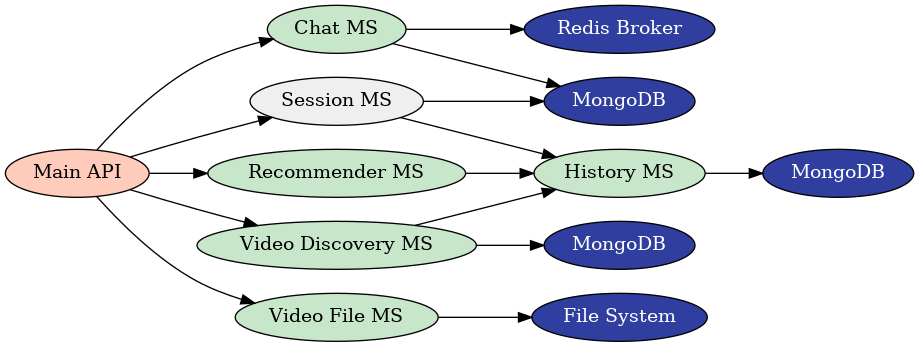 Chat MS
Redis Broker
Session MS
MongoDB
Main API
Recommender MS
History MS
MongoDB
Video Discovery MS
MongoDB
Video File MS
File System